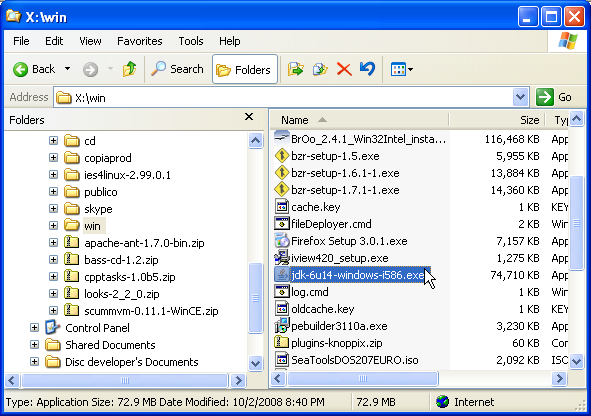 X:\win
File Edit View Favorites Tools Help
Back Search Folders
Address X:\win Go
Folders
cd
copiaprod
ies4linux-2.99.0.1
publico
skype
win
apache-ant-1.7.0-bin.zip
bass-cd-1.2.zip
cpptasks-1.0b5.zip
looks-2_2_0.zip
scummvm-0.11.1-WinCE.zip
Control Panel
Shared Documents
Disc developer's Documents
Name Size Ty
BrOo_2.4.1_Win32Intel_insta... 116,468 KB App
bzr-setup-1.5.exe 5,955 KB App
bzr-setup-1.6.1-1.exe 13,884 KB App
bzr-setup-1.7.1-1.exe 14,360 KB App
cache.key 1 KB KEY
fileDeployer.cmd 2 KB Win
Firefox Setup 3.0.1.exe 7,157 KB App
iview420_setup.exe 1,275 KB App
jdk-6u14-windows-i586.exe 74,710 KB App
log.cmd 1 KB Win
oldcache.key 1 KB KEY
pebuilder3110a.exe 3,230 KB App
plugins-knoppix.zip 60 KB Con
SeaToolsDOS207EURO.iso 2,092 KB ISC
Type: Application Size: 72.9 MB Date Modified: 10/2/2008 8:40 PM 72.9 MB Internet